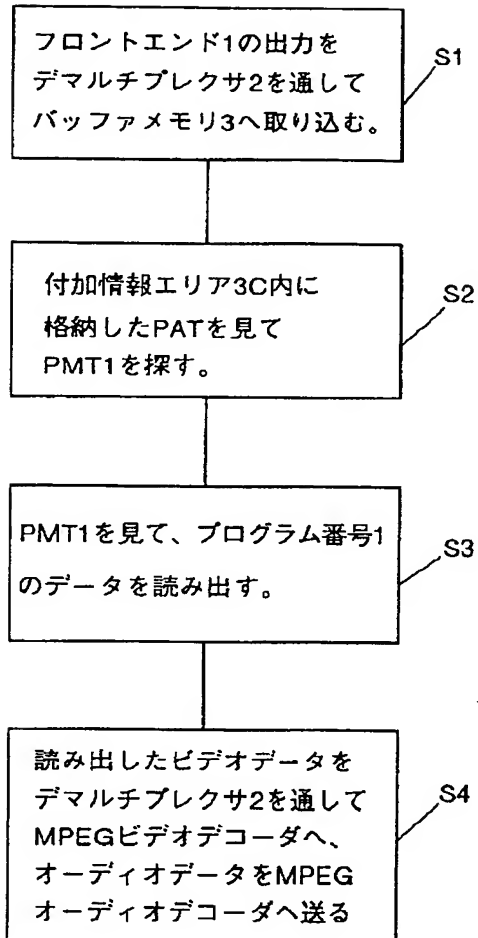 フロントエンド1の出力を
デマルチプレクサ2を通して
バッファメモリ3へ取り込む。
S1
付加情報エリア3C内に
格納したPATを見て
PMT1を探す。
S2
PMT1を見て、プログラム番号1
のデータを読み出す。
S3
読み出したビデオデータを
デマルチプレクサ2を通して
MPEGビデオデコーダへ、
オーディオデータをMPEG
オーディオデコーダへ送る
S4